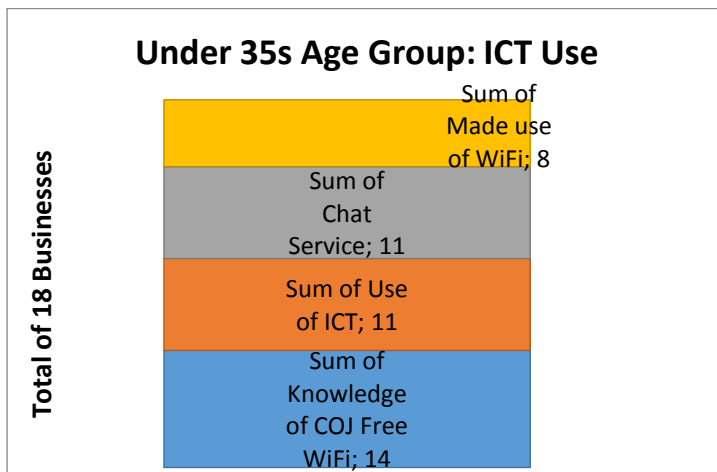 Under 35s Age Group: ICT Use
Total of 18 Businesses
Sum of
Made use
of WiFi; 8
Sum of
Chat
Service; 11
Sum of Use
of ICT; 11
Sum of
Knowledge
of COJ Free
WiFi; 14